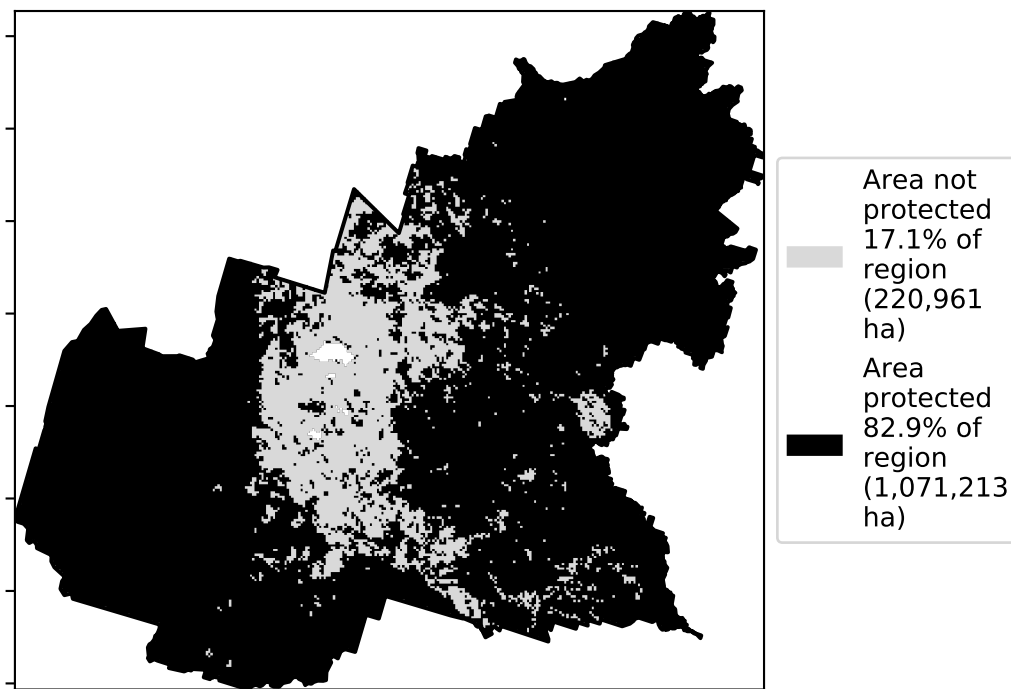 Area not
protected
17.1% of
region
(220,961
ha)
Area
protected
82.9% of
region
(1,071,213
ha)